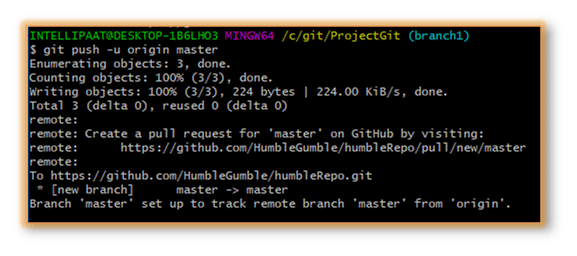 INTELLIPAAT@DESKTOP-1B6LHO3 MINGW64 /c/git/ProjectGit (branch1)
$ git push -u origin master
Enumerating objects: 3, done.
Counting objects: 100% (3/3), done.
Writing objects: 100% (3/3), 224 bytes | 224.00 KiB/s, done.
Total 3 (delta 0), reused 0 (delta 0)
remote:
remote: Create a pull request for 'master' on GitHub by visiting:
remote:      https://github.com/HumbleGumble/humbleRepo/pull/new/master
remote:
To https://github.com/HumbleGumble/humbleRepo.git
 * [new branch]      master -> master
Branch 'master' set up to track remote branch 'master' from 'origin'.